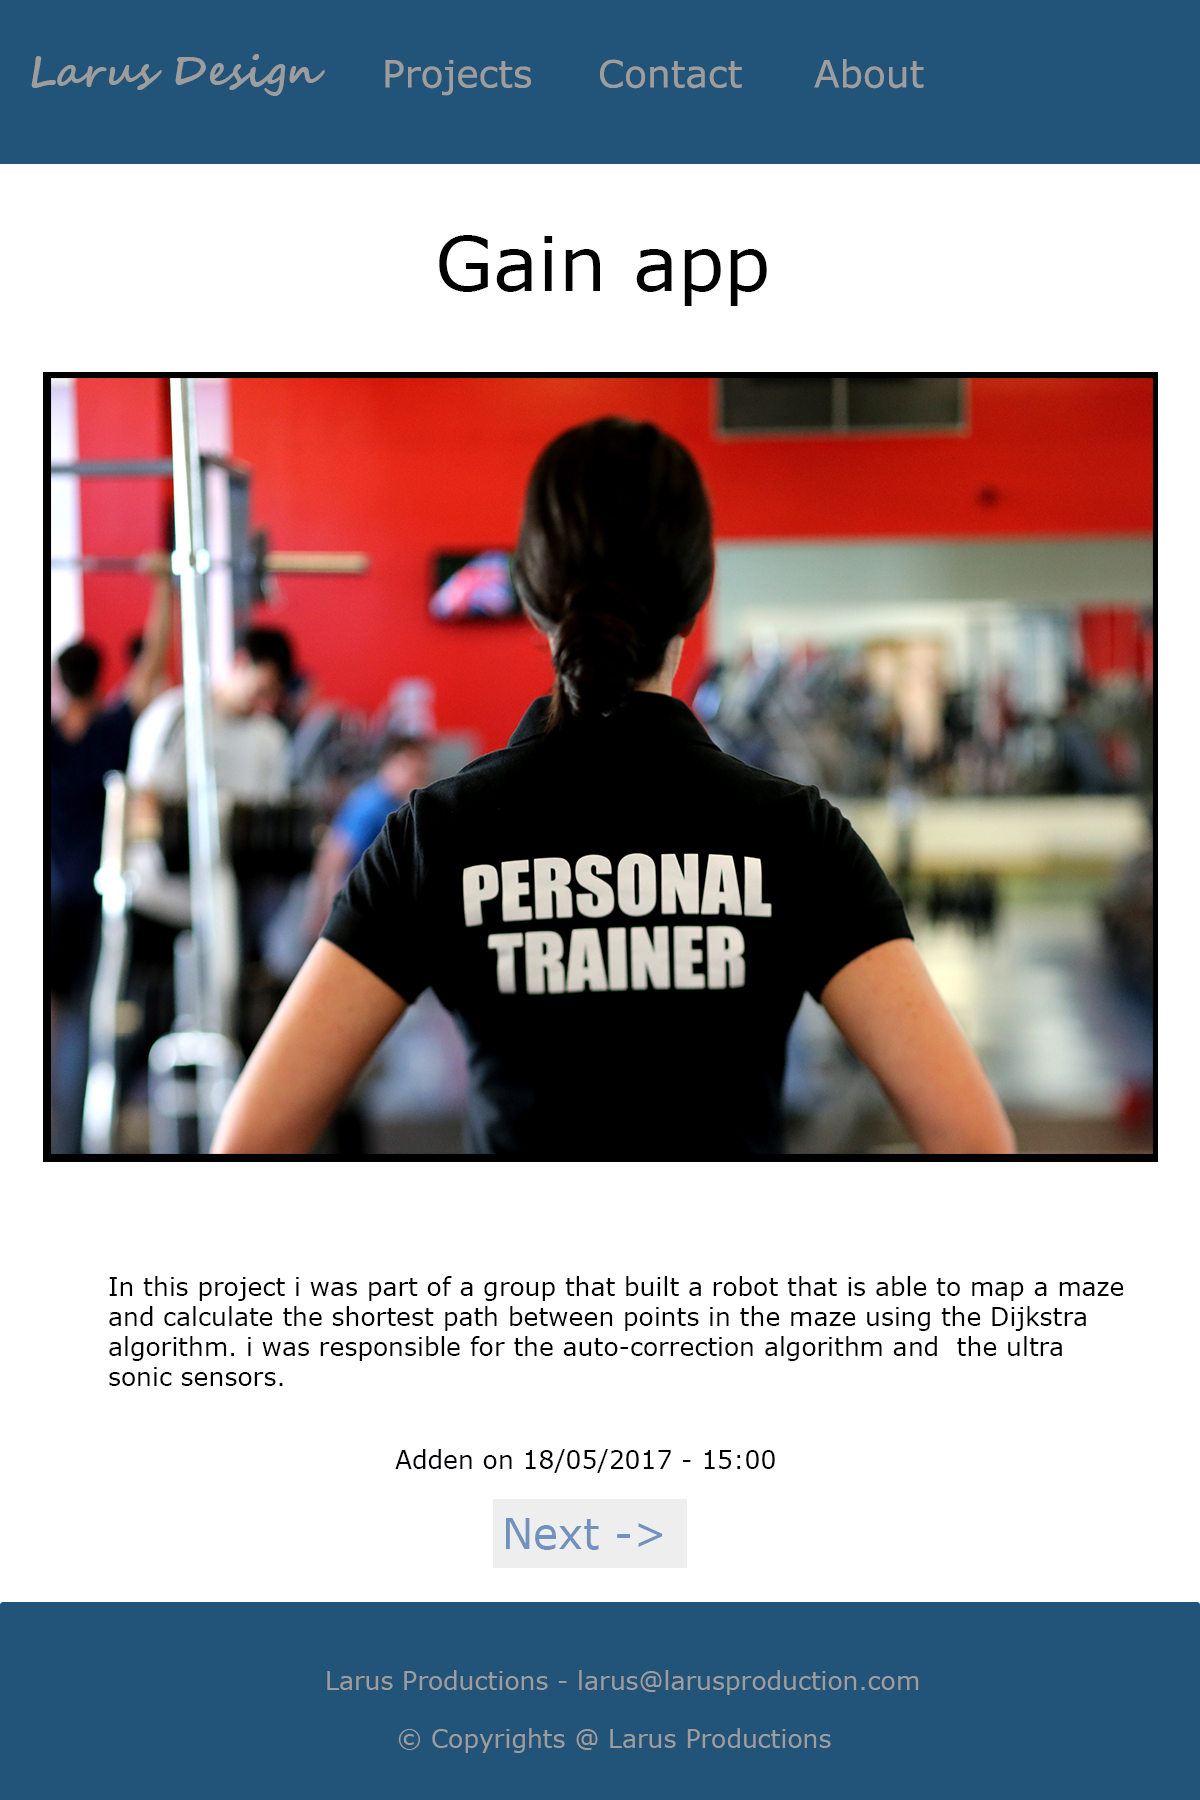 Larus Design Projects Contact About
Gain app
PERSONAL
TRAINER
In this project i was part of a group that built a robot that is able to map a maze
and calculate the shortest path between points in the maze using the Dijkstra
algorithm. i was responsible for the auto-correction algorithm and  the ultra
sonic sensors.
Adden on 18/05/2017 - 15:00
Next ->
Larus Productions - larus@larusproduction.com
© Copyrights @ Larus Productions